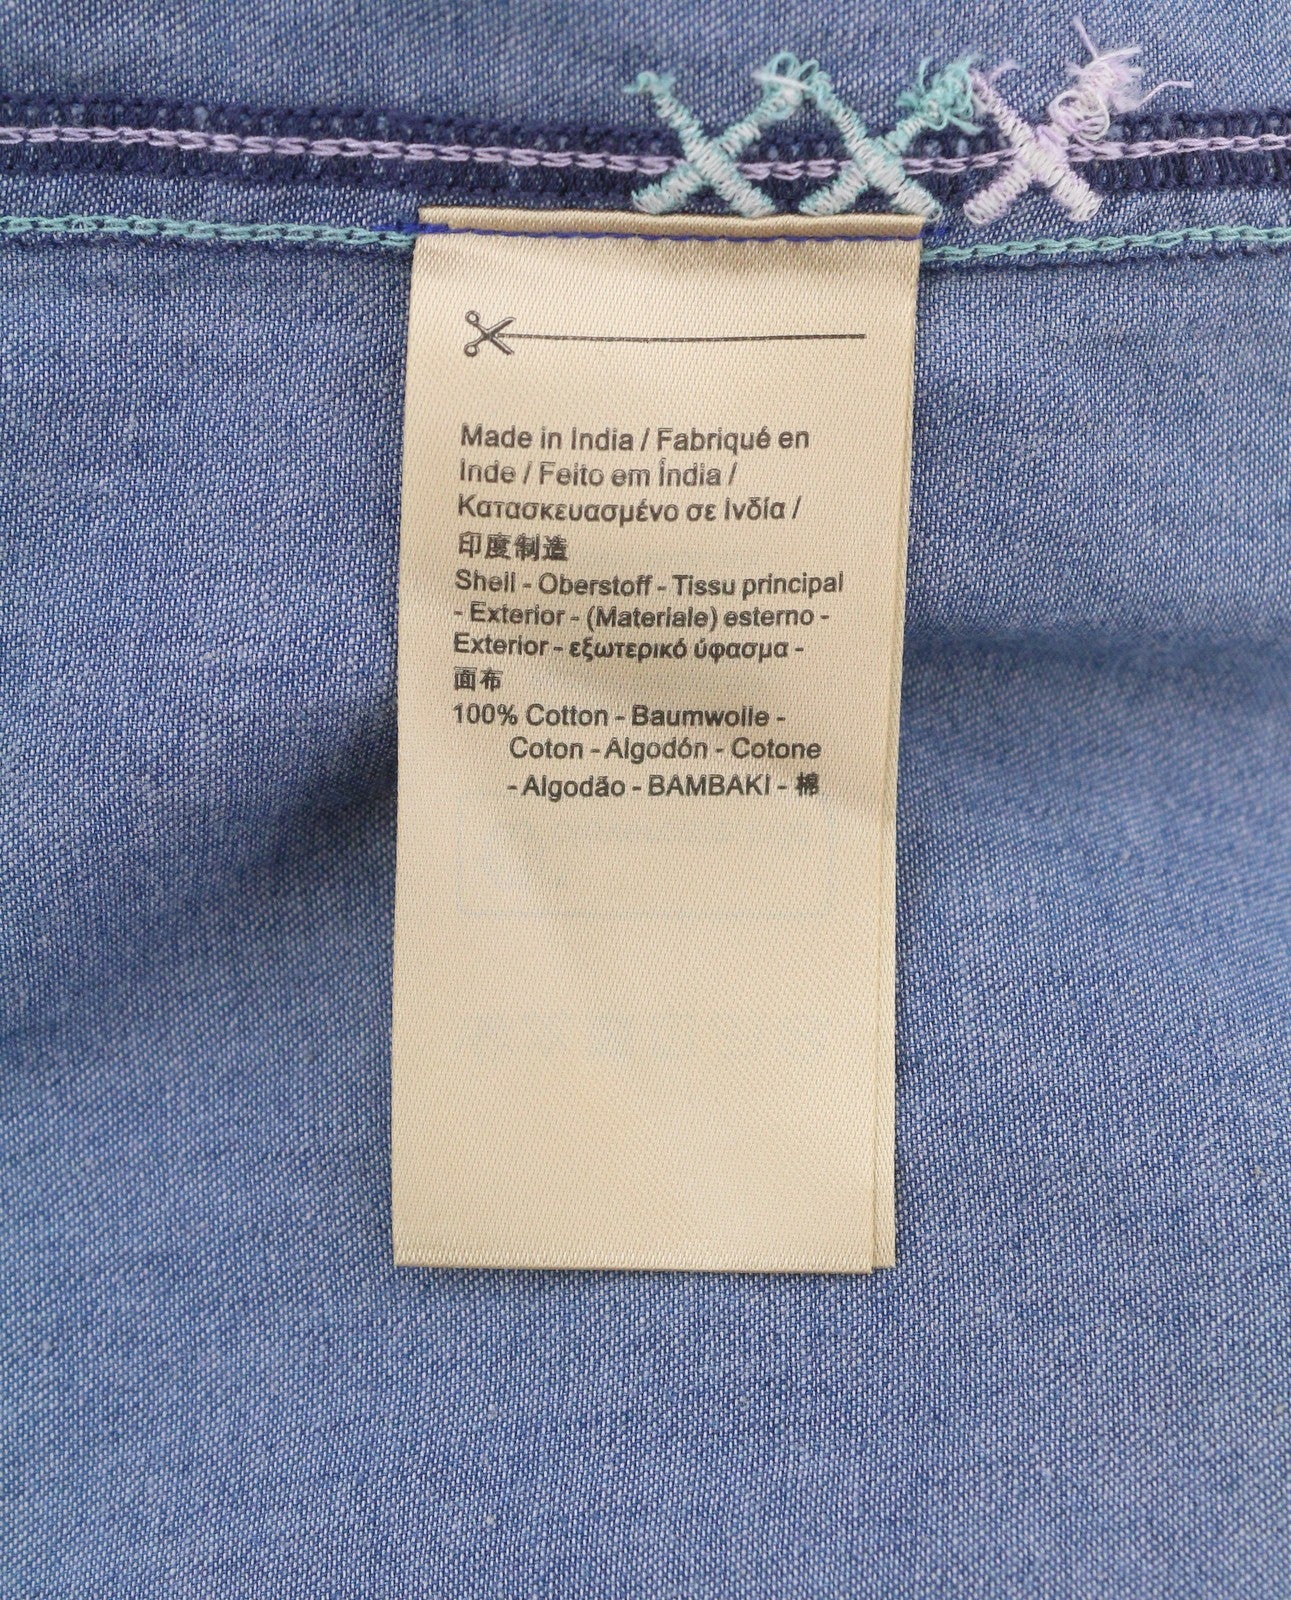 Made in India / Fabriqué en
Inde / Feito em Índia /
Κατασκευασμένο σε Ινδία /
印度制造
Shell - Oberstoff - Tissu principal
- Exterior - (Materiale) esterno -
Exterior - εξωτερικό ύφασμα -
面布
100% Cotton - Baumwolle -
Coton - Algodón - Cotone
- Algodão - BAMBAKI - 棉